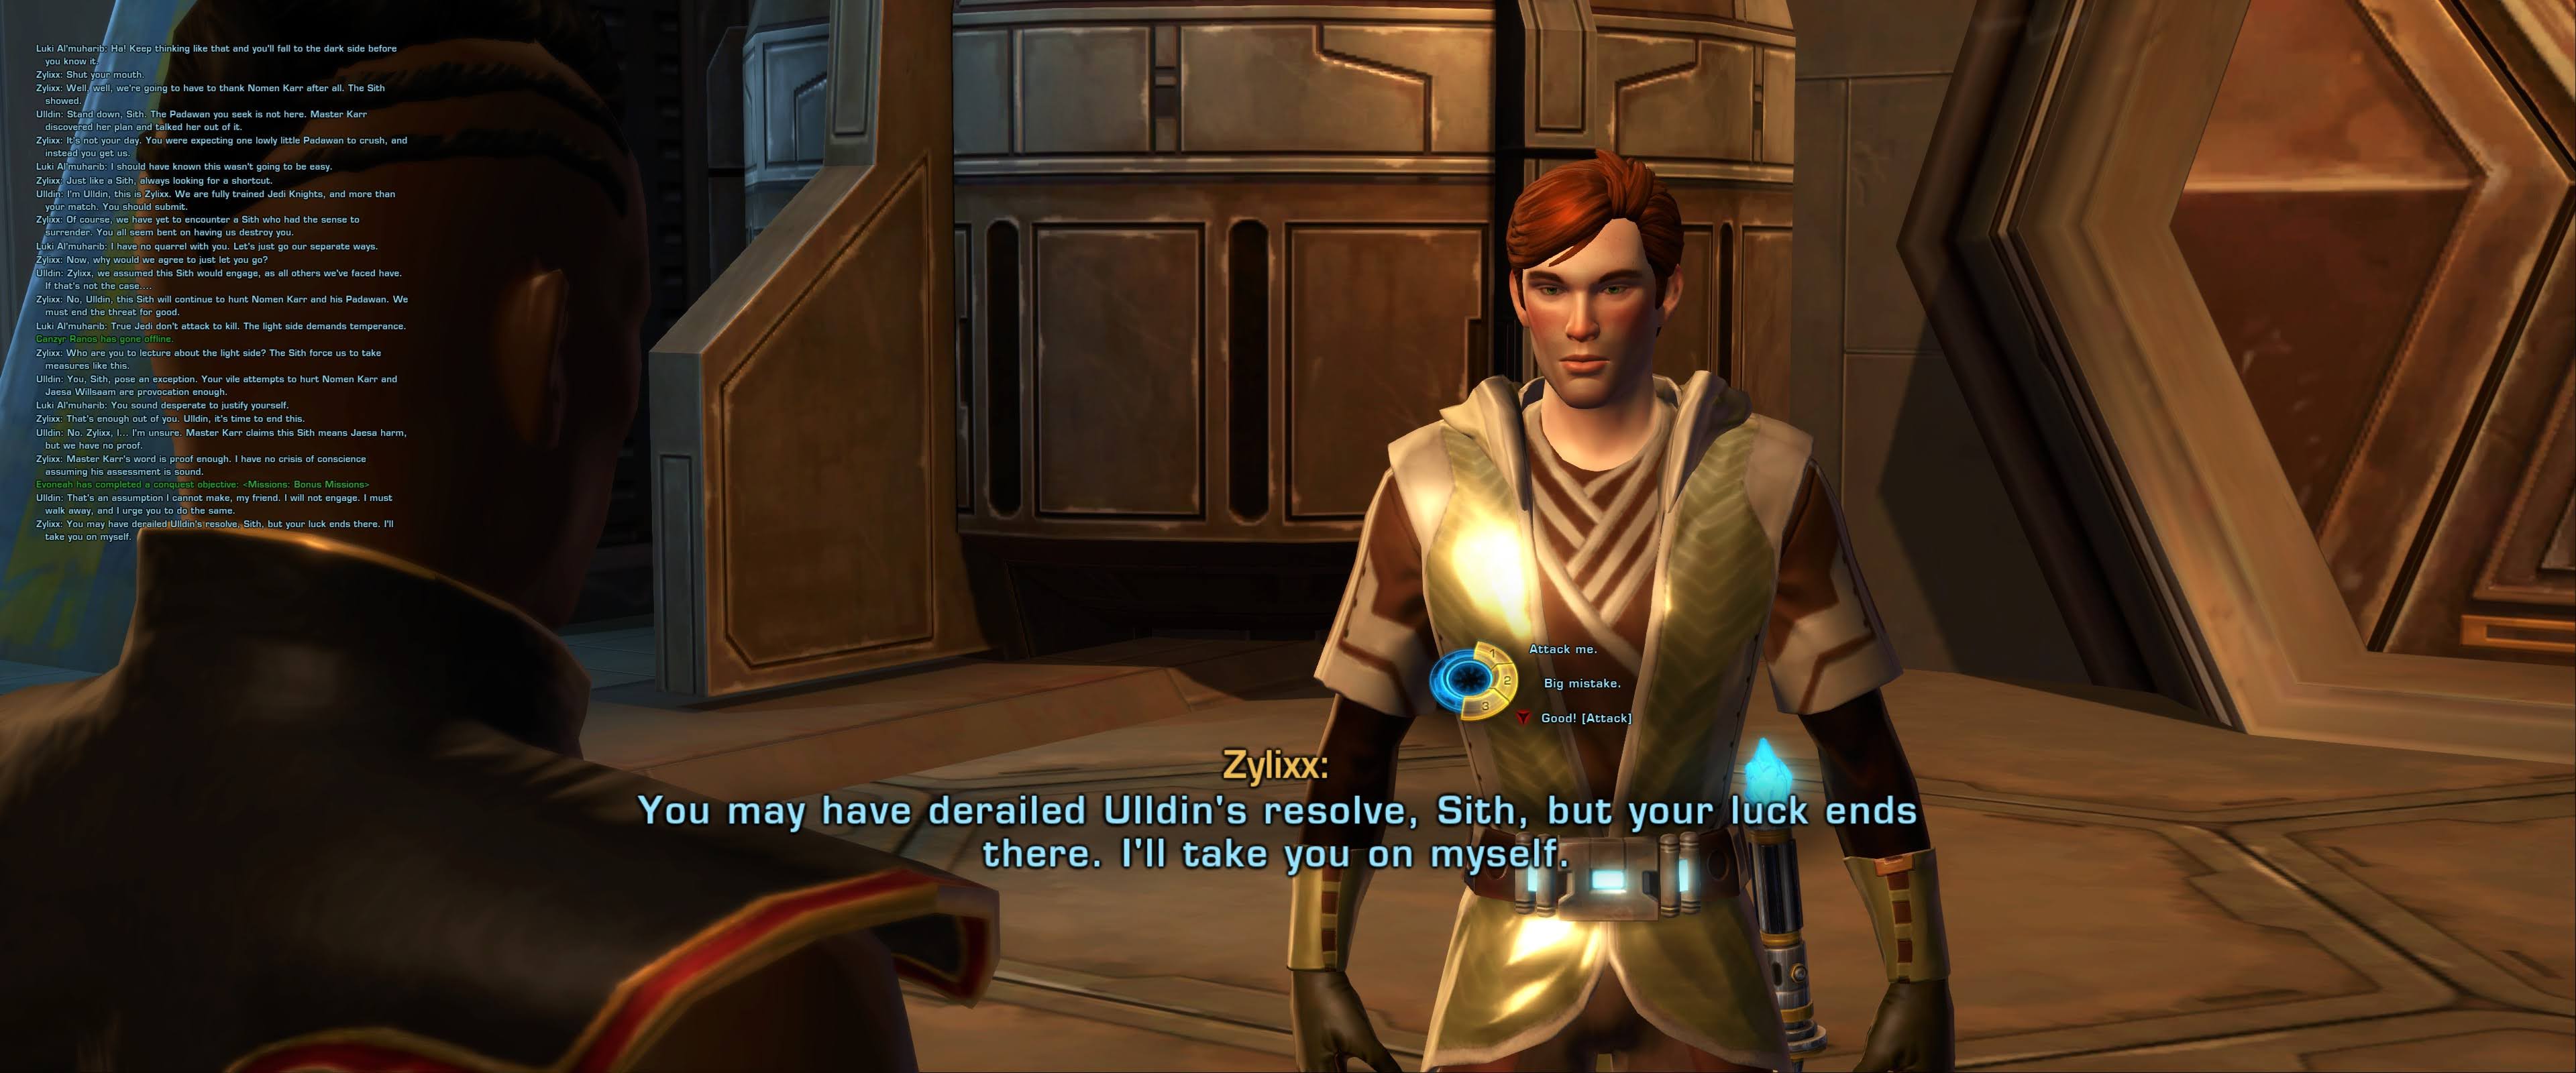 Luki Al'muharib: Ha! Keep thinking like that and you'll fall to the dark side before
you know it.
Zylixx: Shut your mouth.
Zylixx: Well, well, we're going to have to thank Nomen Karr after all. The Sith
showed.
Ulldin: Stand down, Sith. The Padawan you seek is not here. Master Karr
discovered her plan and talked her out of it.
Zylixx: It's not your day. You were expecting one lowly little Padawan to crush, and
instead you get us.
Luki Al'muharib: I should have known this wasn't going to be easy.
Zylixx: Just like a Sith, always looking for a shortcut.
Ulldin: I'm Ulldin, this is Zylixx. We are fully trained Jedi Knights, and more than
your match. You should submit.
Zylixx: Of course, we have yet to encounter a Sith who had the sense to
surrender. You all seem bent on having us destroy you.
Luki Al'muharib: I have no quarrel with you. Let's just go our separate ways.
Zylixx: Now, why would we agree to just let you go?
Ulldin: Zylixx, we assumed this Sith would engage, as all others we've faced have.
If that's not the case....
Zylixx: No, Ulldin, this Sith will continue to hunt Nomen Karr and his Padawan. We
must end the threat for good.
Luki Al'muharib: True Jedi don't attack to kill. The light side demands temperance.
Canzyr Ranos has gone offline.
Zylixx: Who are you to lecture about the light side? The Sith force us to take
measures like this.
Ulldin: You, Sith, pose an exception. Your vile attempts to hurt Nomen Karr and
Jaesa Willsaam are provocation enough.
Luki Al'muharib: You sound desperate to justify yourself.
Zylixx: That's enough out of you. Ulldin, it's time to end this.
Ulldin: No. Zylixx, I... I'm unsure. Master Karr claims this Sith means Jaesa harm,
but we have no proof.
Zylixx: Master Karr's word is proof enough. I have no crisis of conscience
assuming his assessment is sound.
Evoneah has completed a conquest objective: <Missions: Bonus Missions>
Ulldin: That's an assumption I cannot make, my friend. I will not engage. I must
walk away, and I urge you to do the same.
Zylixx: You may have derailed Ulldin's resolve, Sith, but your luck ends there. I'll
take you on myself.
1 Attack me.
2 Big mistake.
3 Good! [Attack]
Zylixx:
You may have derailed Ulldin's resolve, Sith, but your luck ends
there. I'll take you on myself.